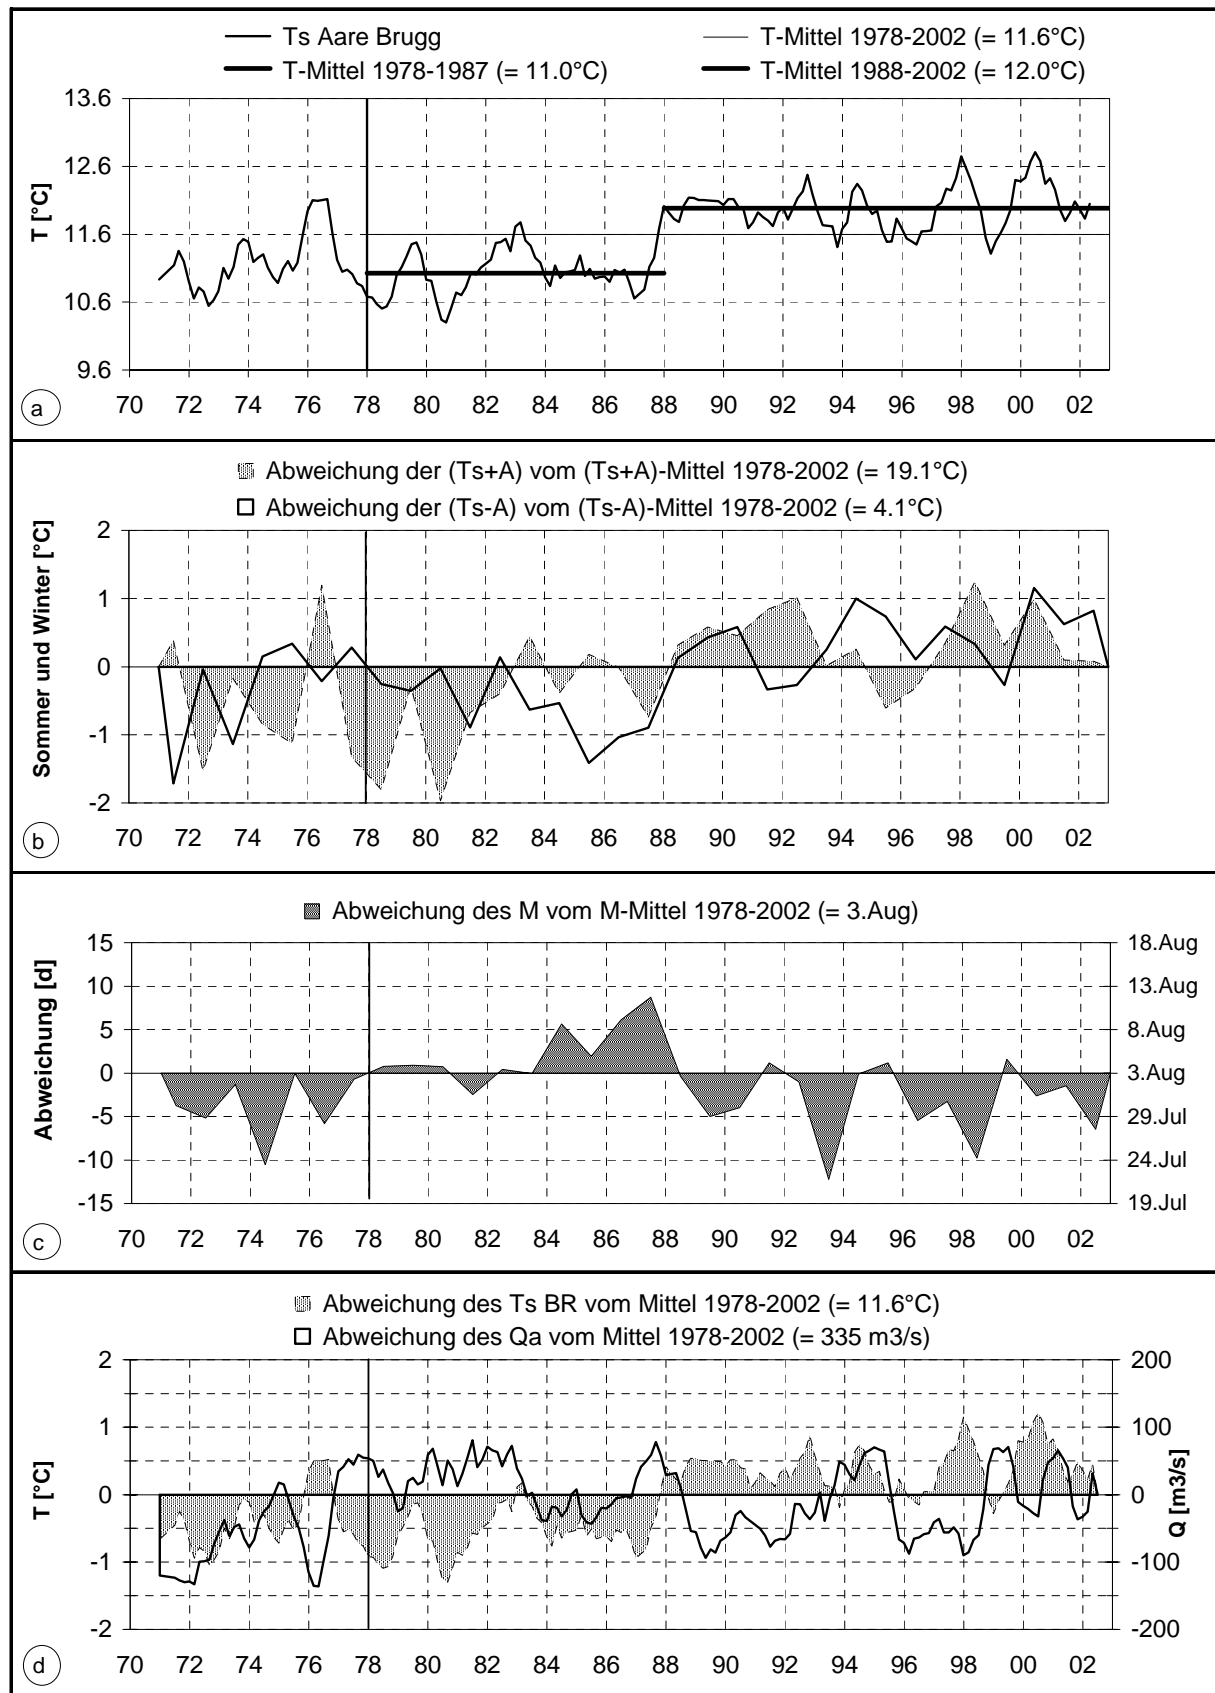 Ts Aare Brugg T-Mittel 1978-2002 (= 11.6°C)
T-Mittel 1978-1987 (= 11.0°C) T-Mittel 1988-2002 (= 12.0°C)
13.6
12.6
11.6
10.6
9.6
T [°C]
70 72 74 76 78 80 82 84 86 88 90 92 94 96 98 00 02
a
Abweichung der (Ts+A) vom (Ts+A)-Mittel 1978-2002 (= 19.1°C)
Abweichung der (Ts-A) vom (Ts-A)-Mittel 1978-2002 (= 4.1°C)
2
1
0
-1
-2
Sommer und Winter [°C]
70 72 74 76 78 80 82 84 86 88 90 92 94 96 98 00 02
b
Abweichung des M vom M-Mittel 1978-2002 (= 3.Aug)
15 18.Aug
10 13.Aug
5 8.Aug
0 3.Aug
-5 29.Jul
-10 24.Jul
-15 19.Jul
Abweichung [d]
70 72 74 76 78 80 82 84 86 88 90 92 94 96 98 00 02
c
Abweichung des Ts BR vom Mittel 1978-2002 (= 11.6°C)
Abweichung des Qa vom Mittel 1978-2002 (= 335 m3/s)
2 200
1 100
0 0
-1 -100
-2 -200
T [°C]
Q [m3/s]
70 72 74 76 78 80 82 84 86 88 90 92 94 96 98 00 02
d